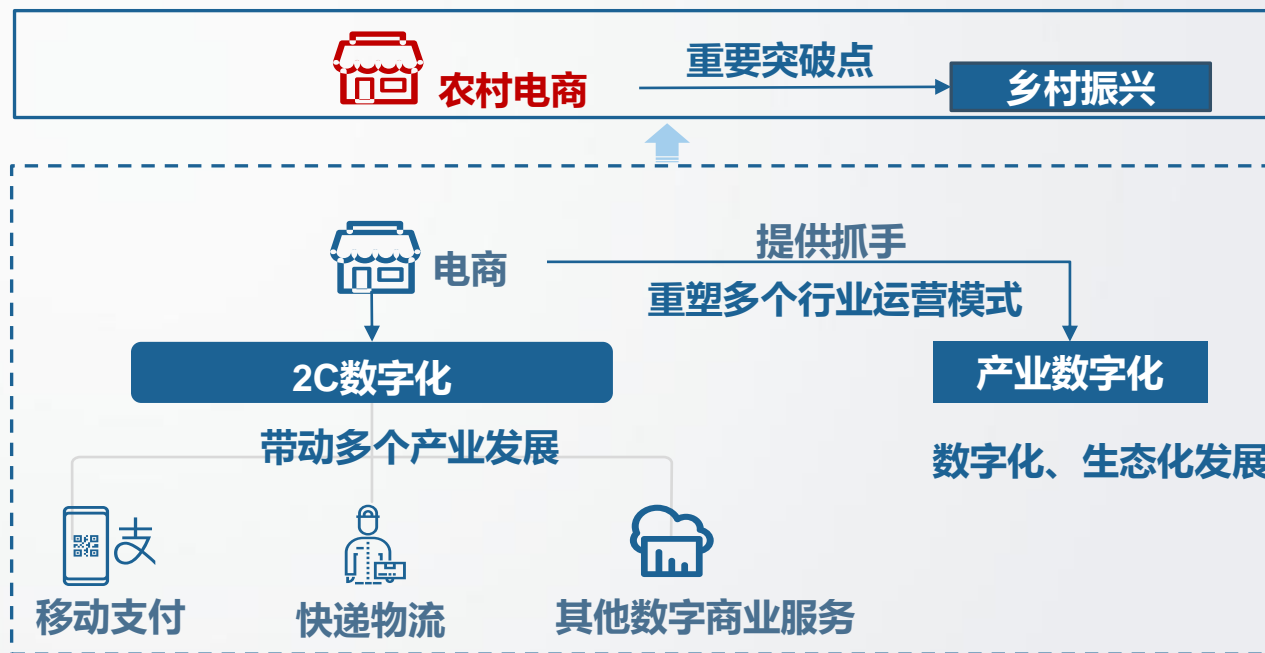 重要突破点
农村电商
乡村振兴
电商
提供抓手
重塑多个行业运营模式
2C数字化
产业数字化
带动多个产业发展
数字化、生态化发展
支
移动支付
快递物流
其他数字商业服务